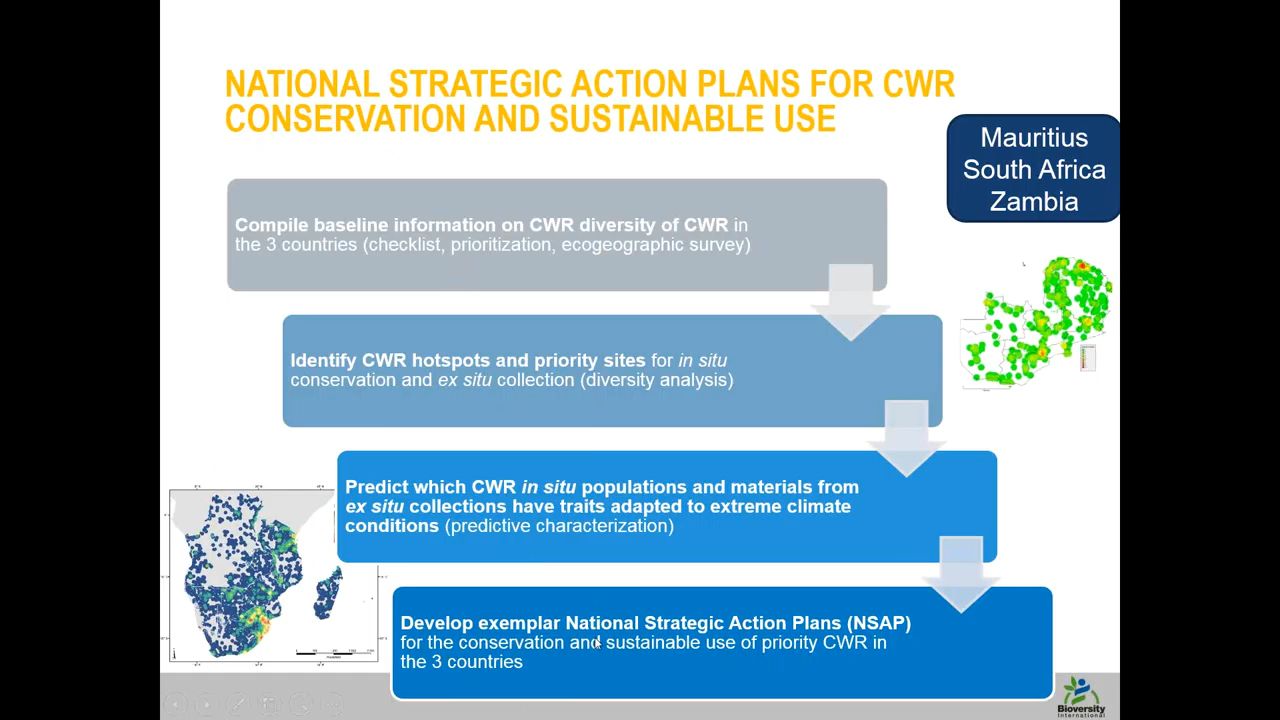 NATIONAL STRATEGIC ACTION PLANS FOR CWR
CONSERVATION AND SUSTAINABLE USE
Mauritius
South Africa
Zambia
Compile baseline information on CWR diversity of CWR in
the 3 countries (checklist, prioritization, ecogeographic survey)
Identify CWR hotspots and priority sites for in situ
conservation and ex situ collection (diversity analysis)
Predict which CWR in situ populations and materials from
ex situ collections have traits adapted to extreme climate
conditions (predictive characterization)
Develop exemplar National Strategic Action Plans (NSAP)
for the conservation and sustainable use of priority CWR in
the 3 countries
Bioversity
International